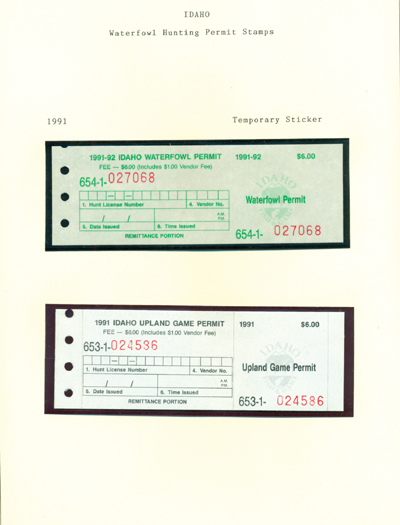 IDAHO
Waterfowl Hunting Permit Stamps
1991 Temporary Sticker
1991-92 IDAHO WATERFOWL PERMIT 1991-92 $6.00
FEE — $6.00 (Includes $1.00 Vendor Fee)
654-1-027068
IDAHO
Waterfowl Permit
1. Hunt License Number 4. Vendor No.
/ / A.M.
P.M.
5. Date Issued 6. Time Issued
654-1- 027068
REMITTANCE PORTION
1991 IDAHO UPLAND GAME PERMIT 1991 $6.00
FEE — $6.00 (Includes $1.00 Vendor Fee)
653-1-024586
IDAHO
Upland Game Permit
1. Hunt License Number 4. Vendor No.
/ / A.M.
P.M.
5. Date Issued 6. Time Issued
653-1- 024586
REMITTANCE PORTION